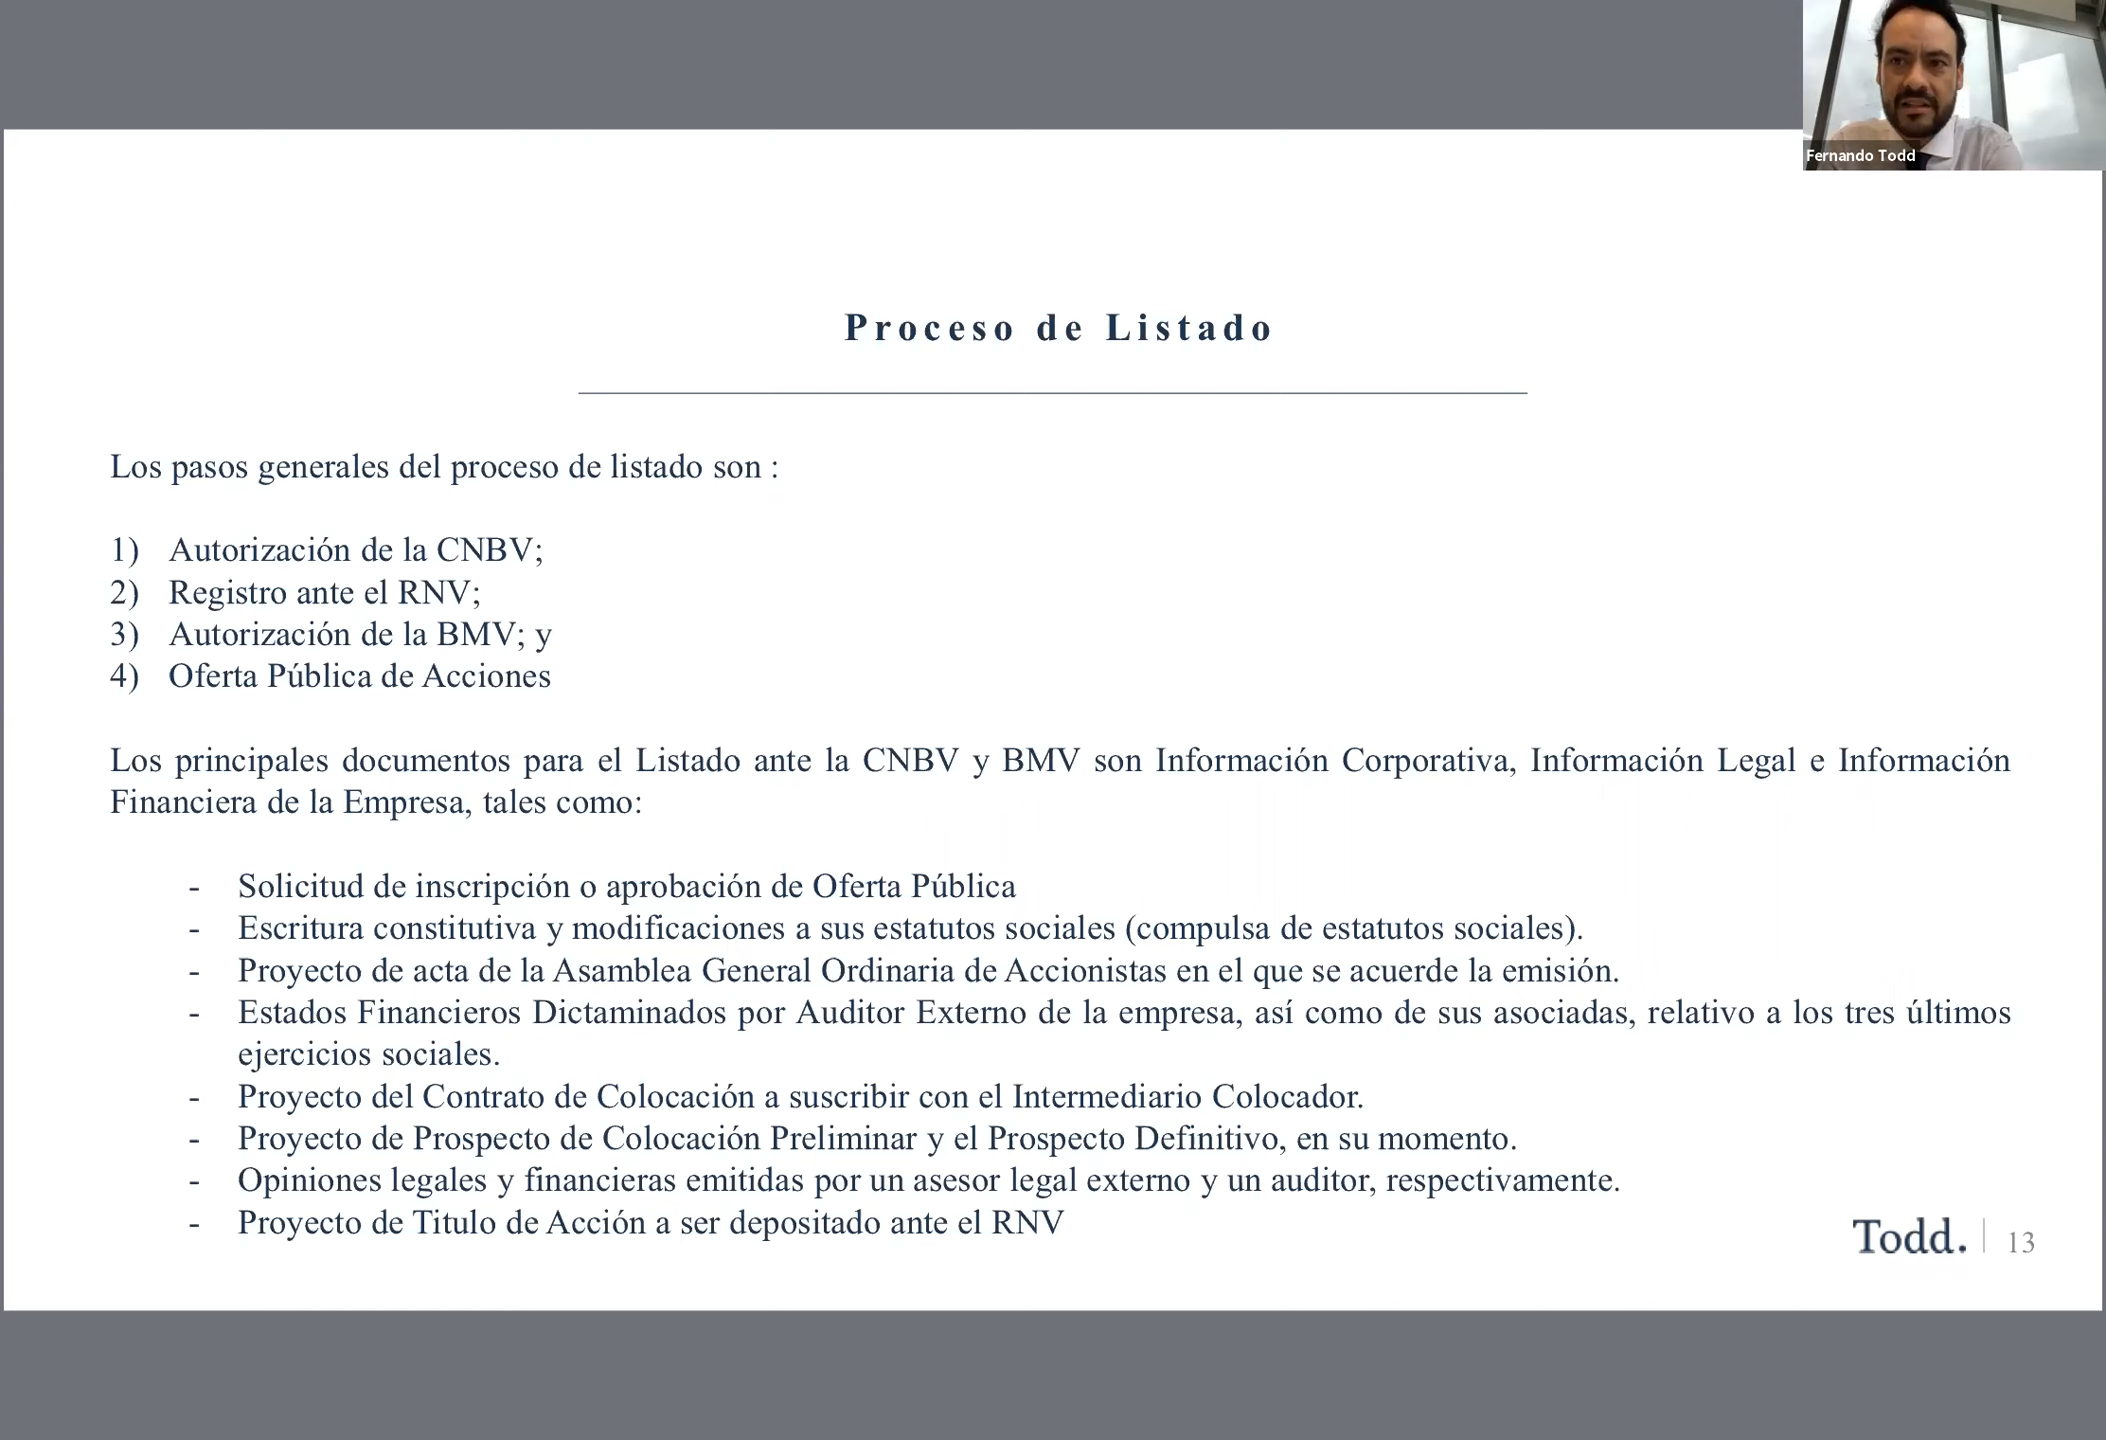 Fernando Todd
Proceso de Listado
Los pasos generales del proceso de listado son :
1) Autorización de la CNBV;
2) Registro ante el RNV;
3) Autorización de la BMV; y
4) Oferta Pública de Acciones
Los principales documentos para el Listado ante la CNBV y BMV son Información Corporativa, Información Legal e Información
Financiera de la Empresa, tales como:
- Solicitud de inscripción o aprobación de Oferta Pública
- Escritura constitutiva y modificaciones a sus estatutos sociales (compulsa de estatutos sociales).
- Proyecto de acta de la Asamblea General Ordinaria de Accionistas en el que se acuerde la emisión.
- Estados Financieros Dictaminados por Auditor Externo de la empresa, así como de sus asociadas, relativo a los tres últimos
ejercicios sociales.
- Proyecto del Contrato de Colocación a suscribir con el Intermediario Colocador.
- Proyecto de Prospecto de Colocación Preliminar y el Prospecto Definitivo, en su momento.
- Opiniones legales y financieras emitidas por un asesor legal externo y un auditor, respectivamente.
- Proyecto de Titulo de Acción a ser depositado ante el RNV
Todd. | 13